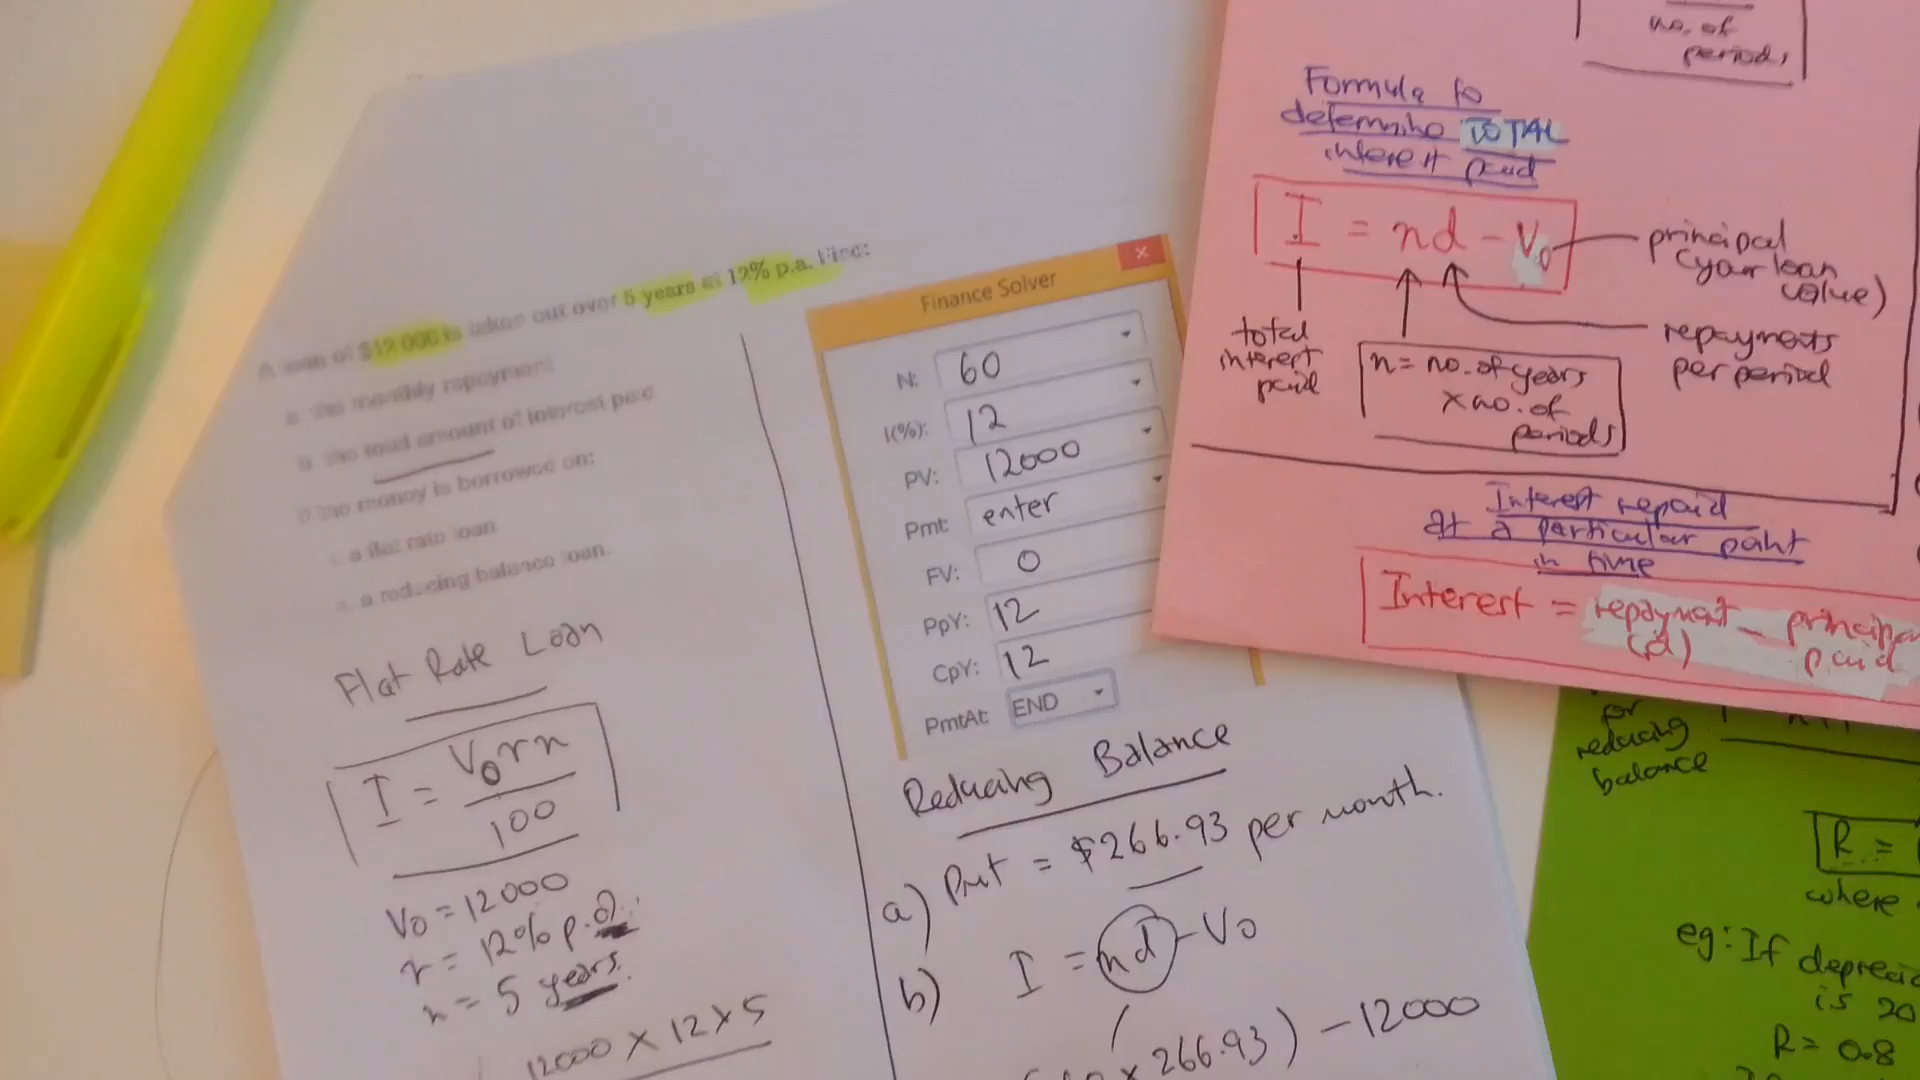 A loan of $12 000 is taken out over 5 years at 12% p.a. Find:
a. the monthly repayment
b. the total amount of interest paid
if the money is borrowed on:
a flat rate loan
a reducing balance loan.
Flat Rate Loan
I = V₀rn
100
V₀ = 12000
r = 12% p.a.
n = 5 years.
12000 × 12 × 5
Finance Solver
N: 60
I(%): 12
PV: 12000
Pmt: enter
FV: 0
PpY: 12
CpY: 12
PmtAt: END
Reducing Balance
a) Pmt = $266.93 per month.
b) I = nd - V₀
× 266.93) - 12000
no. of
periods
Formula to
determine TOTAL
interest paid
I = nd - V₀
principal
(your loan
value)
total
interest
paid
n = no. of years
× no. of
periods
repayments
per period
Interest repaid
at a particular point
in time
Interest = repayment - principal
(d) paid
for
reducing
balance
R =
where
eg: If
is 20
R = 0.8